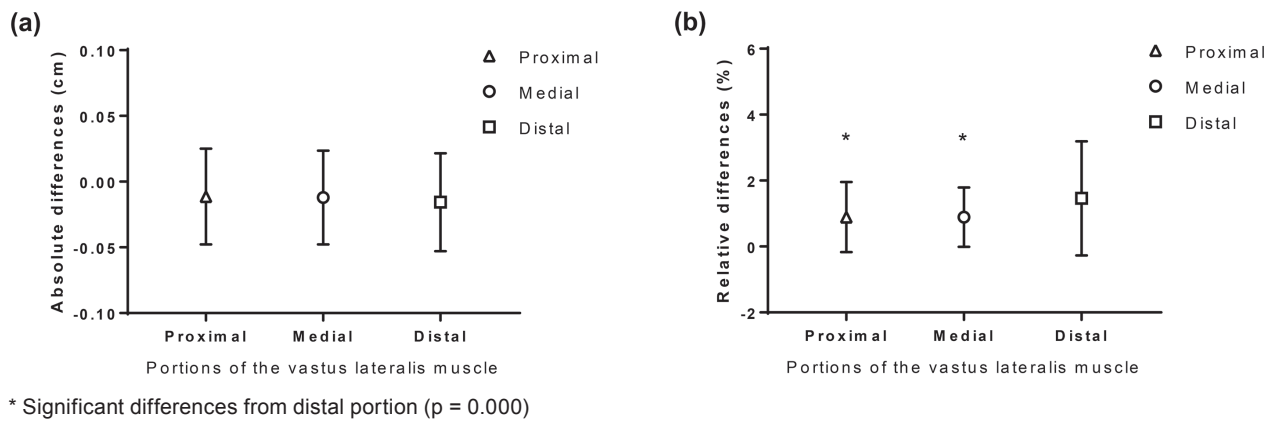 (a)
0.10
0.05
0.00
-0.05
-0.10
Absolute differences (cm)
Proximal
Medial
Distal
Proximal Medial Distal
Portions of the vastus lateralis muscle
(b)
6
4
2
0
-2
Relative differences (%)
* *
Proximal
Medial
Distal
Proximal Medial Distal
Portions of the vastus lateralis muscle
* Significant differences from distal portion (p = 0.000)